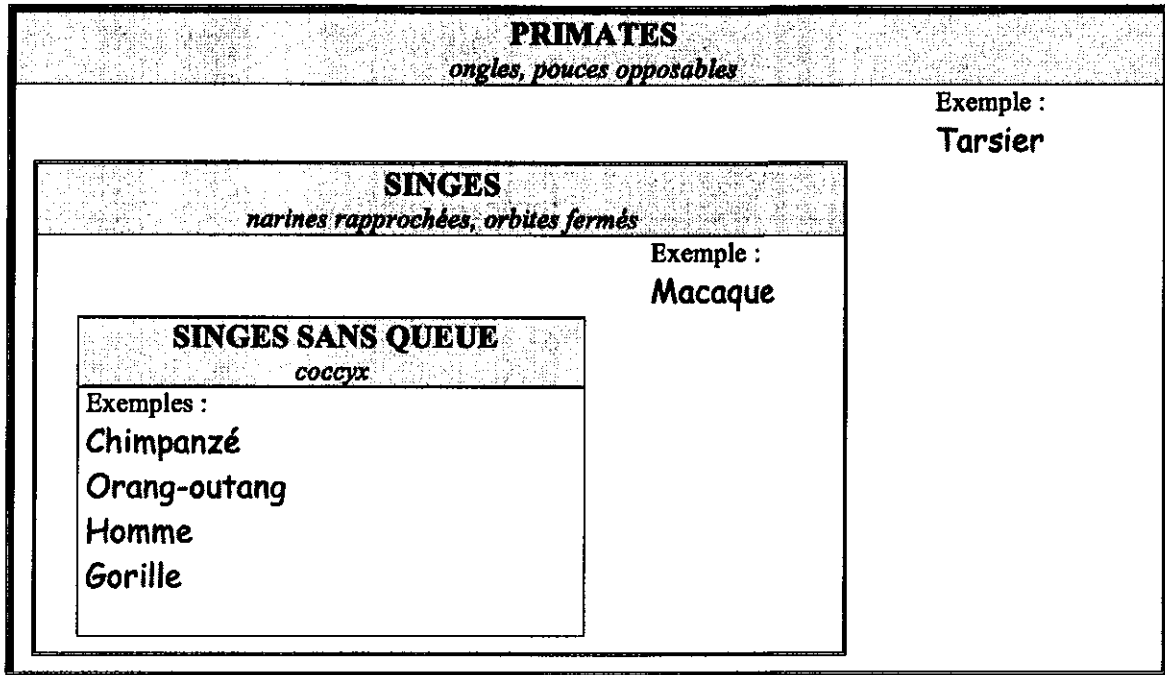 PRIMATES
ongles, pouces opposables
Exemple :
Tarsier
SINGES
narines rapprochées, orbites fermés
Exemple :
Macaque
SINGES SANS QUEUE
coccyx
Exemples :
Chimpanzé
Orang-outang
Homme
Gorille